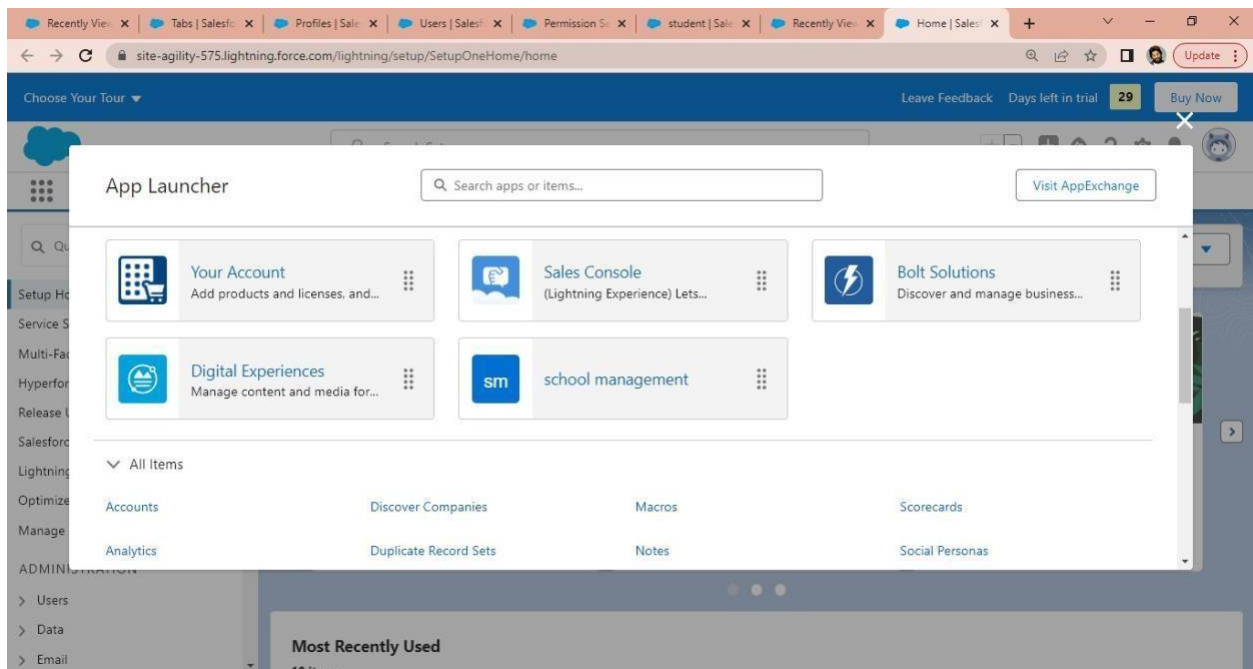 Recently View
Tabs | Salesfo
Profiles | Sale
Users | Salesf
Permission Se
student | Sale
Recently View
Home | Salesf
site-agility-575.lightning.force.com/lightning/setup/SetupOneHome/home
Update
Choose Your Tour
Leave Feedback
Days left in trial
29
Buy Now
App Launcher
Search apps or items...
Visit AppExchange
Qu
Your Account
Add products and licenses, and...
Sales Console
(Lightning Experience) Lets...
Bolt Solutions
Discover and manage business...
Digital Experiences
Manage content and media for...
sm
school management
All Items
Accounts
Discover Companies
Macros
Scorecards
Analytics
Duplicate Record Sets
Notes
Social Personas
Setup Ho
Service S
Multi-Fac
Hyperfor
Release U
Salesforc
Lightning
Optimize
Manage
> Users
> Data
> Email
Most Recently Used